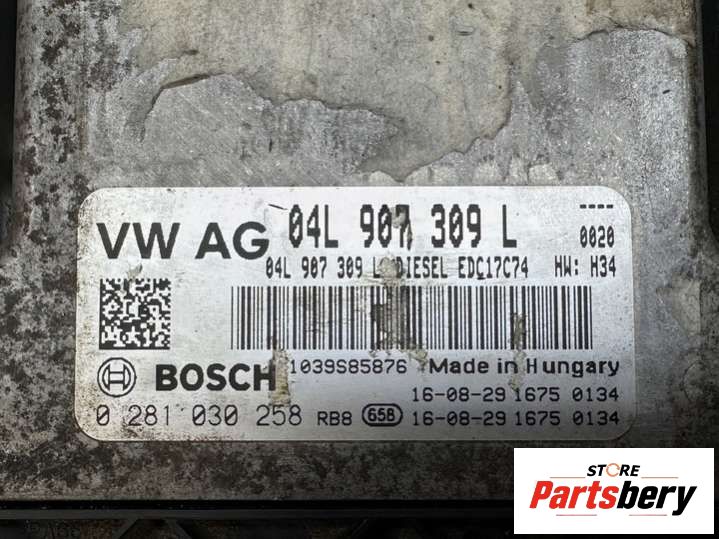 VW AG 04L 907 309 L ----
0020
04L 907 309 L DIESEL EDC17C74 HW: H34
BOSCH 1039S85876 Made in Hungary
16-08-29 1675 0134
0 281 030 258 RB8 65B 16-08-29 1675 0134
STORE
Partsbery